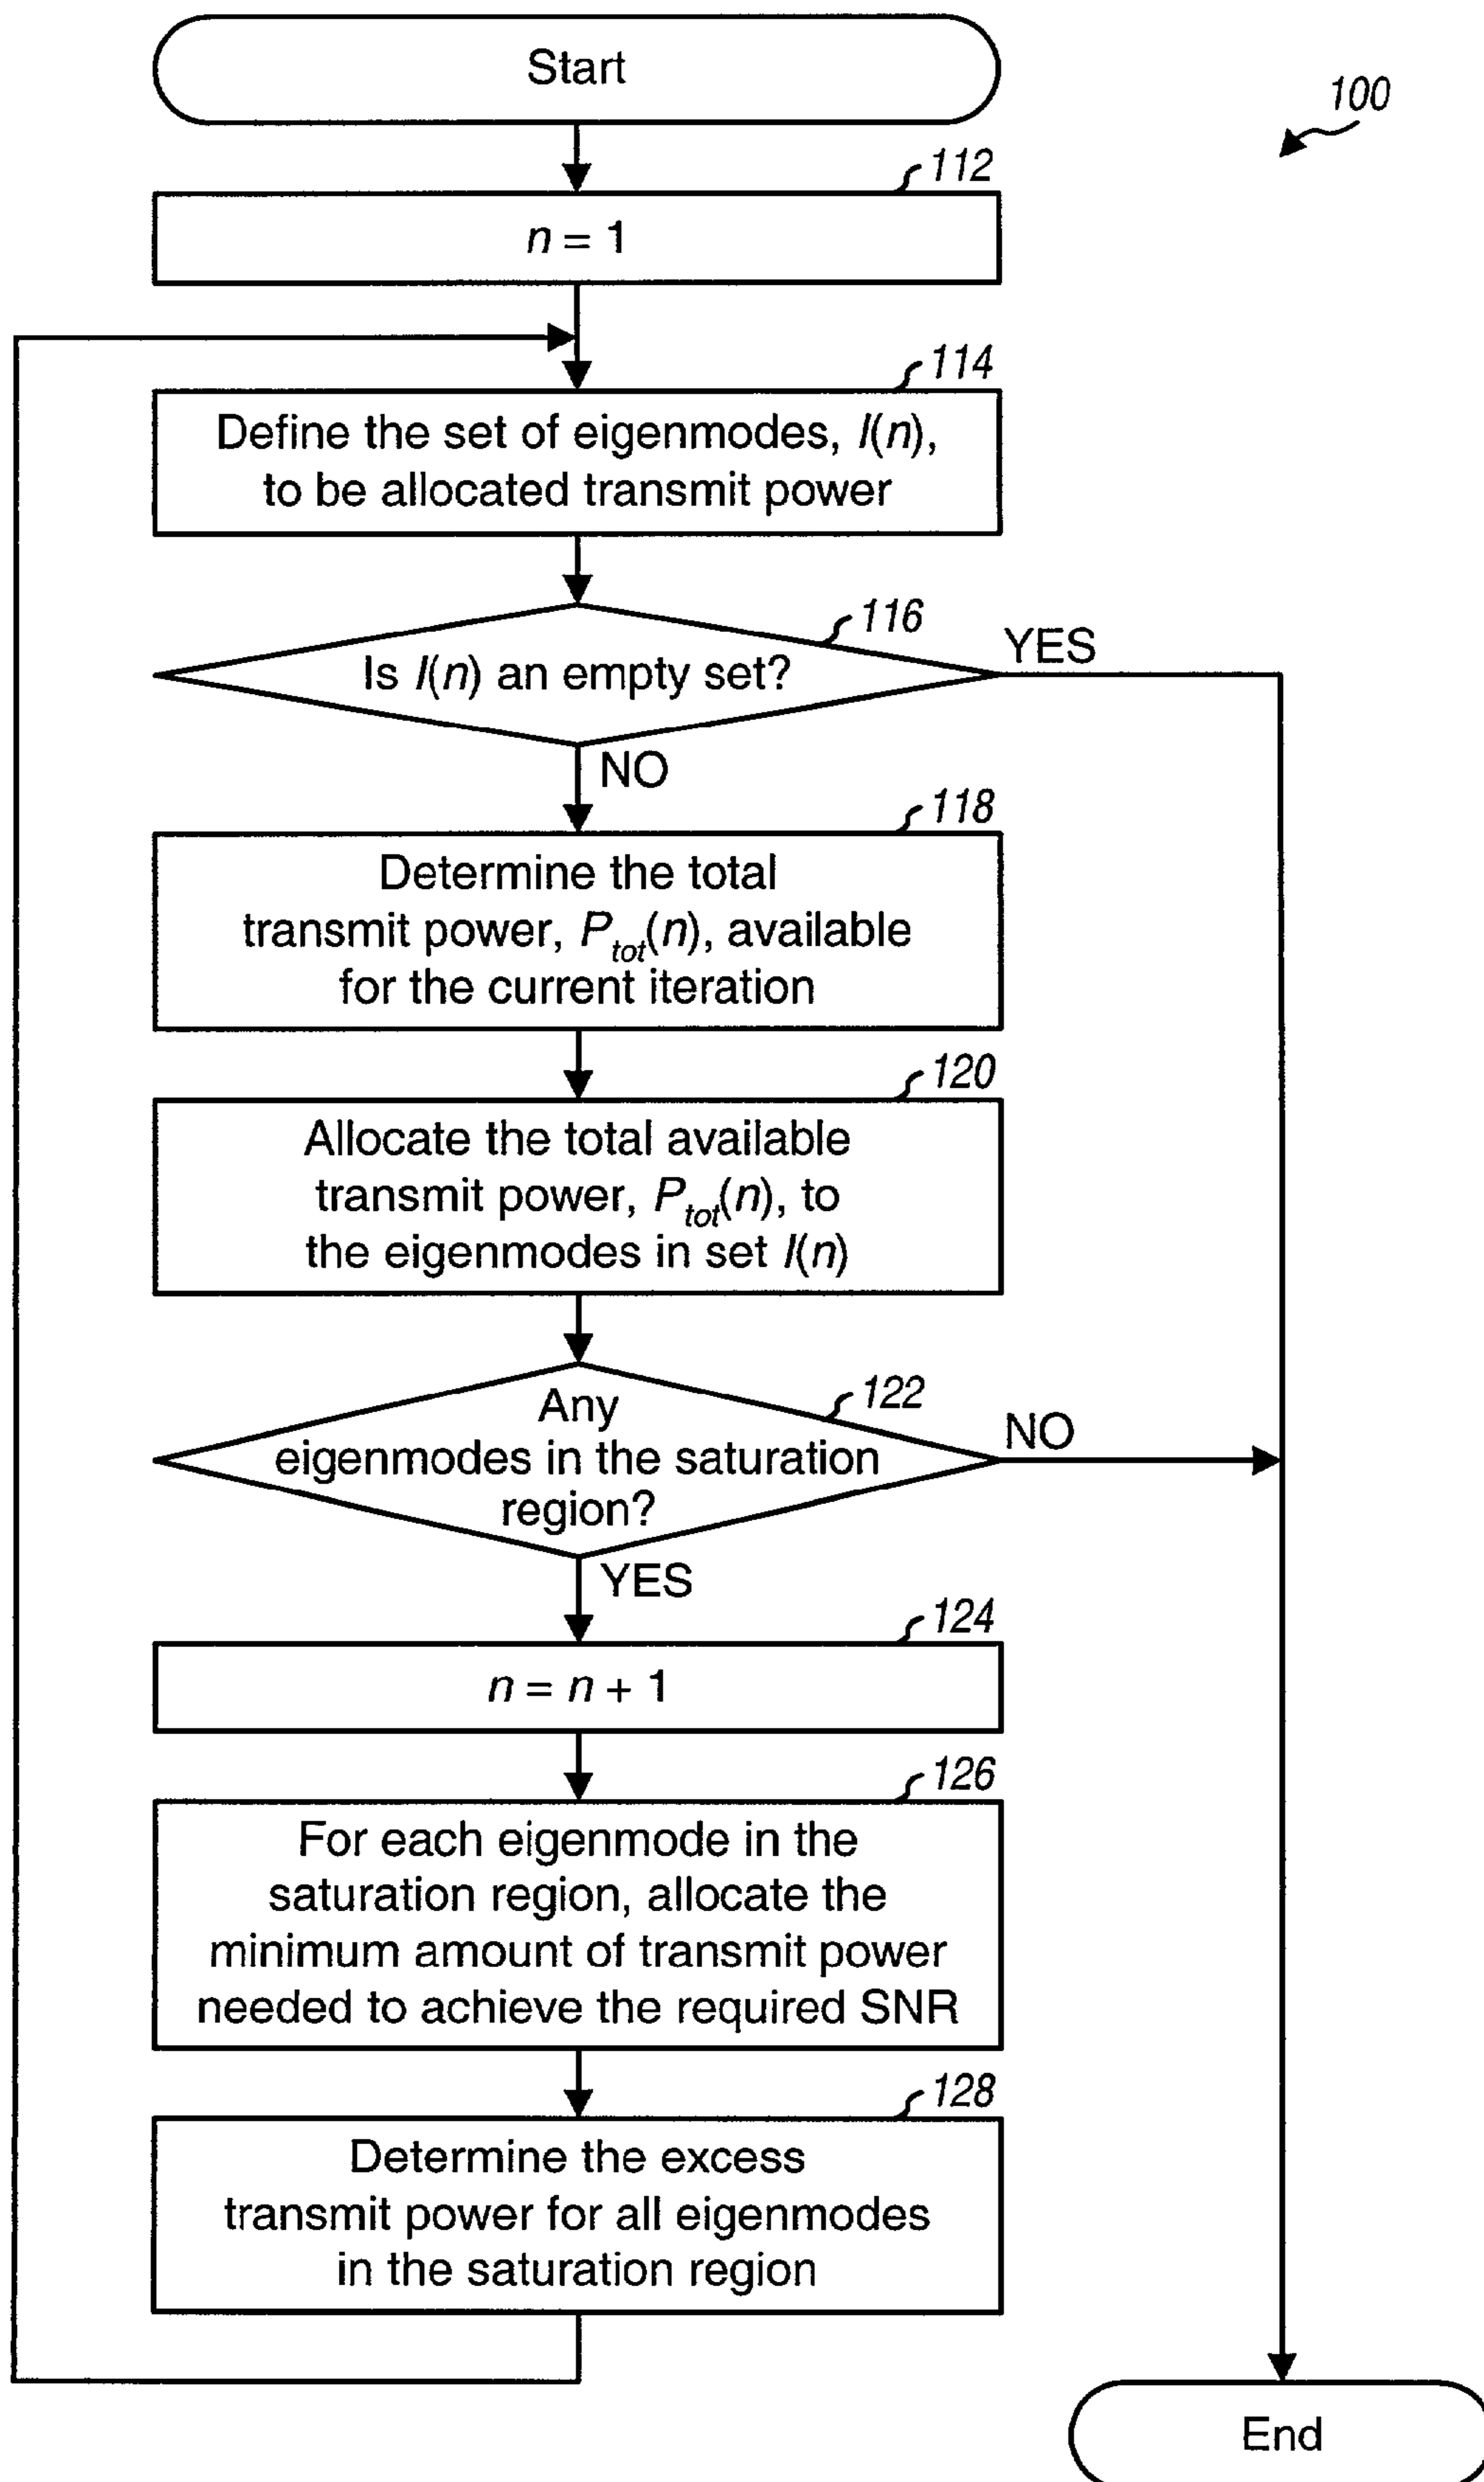 Start
100
112
n = 1
114
Define the set of eigenmodes, I(n),
to be allocated transmit power
116
Is I(n) an empty set?
YES
NO
118
Determine the total
transmit power, Ptot(n), available
for the current iteration
120
Allocate the total available
transmit power, Ptot(n), to
the eigenmodes in set I(n)
122
Any
eigenmodes in the saturation
region?
NO
YES
124
n = n + 1
126
For each eigenmode in the
saturation region, allocate the
minimum amount of transmit power
needed to achieve the required SNR
128
Determine the excess
transmit power for all eigenmodes
in the saturation region
End